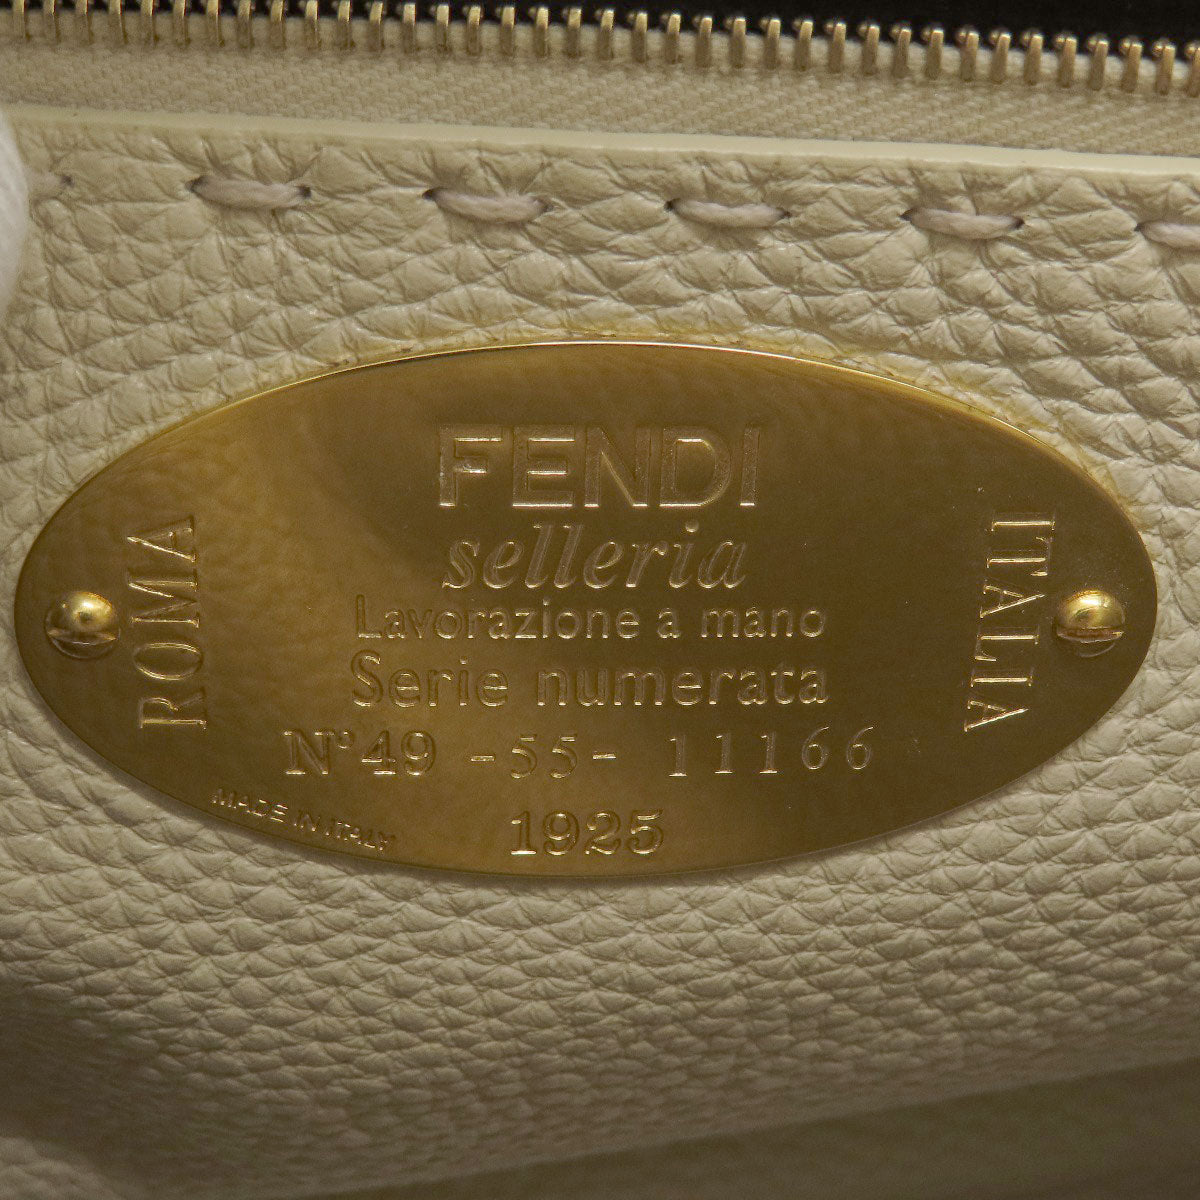 FENDI
selleria
Lavorazione a mano
Serie numerata
N° 49 -55- 11166
1925
ROMA
ITALIA
MADE IN ITALY